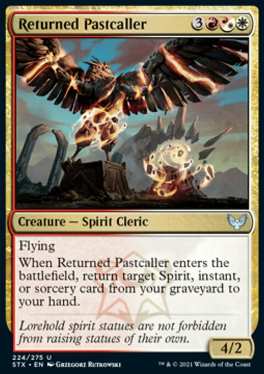 Returned Pastcaller 3
Creature — Spirit Cleric
Flying
When Returned Pastcaller enters the
battlefield, return target Spirit, instant,
or sorcery card from your graveyard to
your hand.
Lorehold spirit statues are not forbidden
from raising statues of their own.
4/2
224/275 U
STX • EN GRZEGORZ RUTKOWSKI
™ & © 2021 Wizards of the Coast